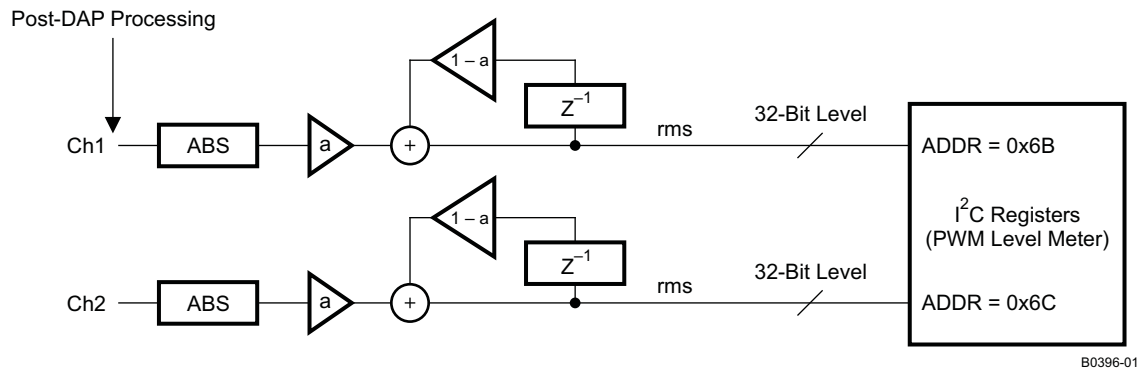 Post-DAP Processing
Ch1
ABS
a
+
1 – a
Z⁻¹
rms
32-Bit Level
ADDR = 0x6B
I²C Registers
(PWM Level Meter)
Ch2
ABS
a
+
1 – a
Z⁻¹
rms
32-Bit Level
ADDR = 0x6C
B0396-01